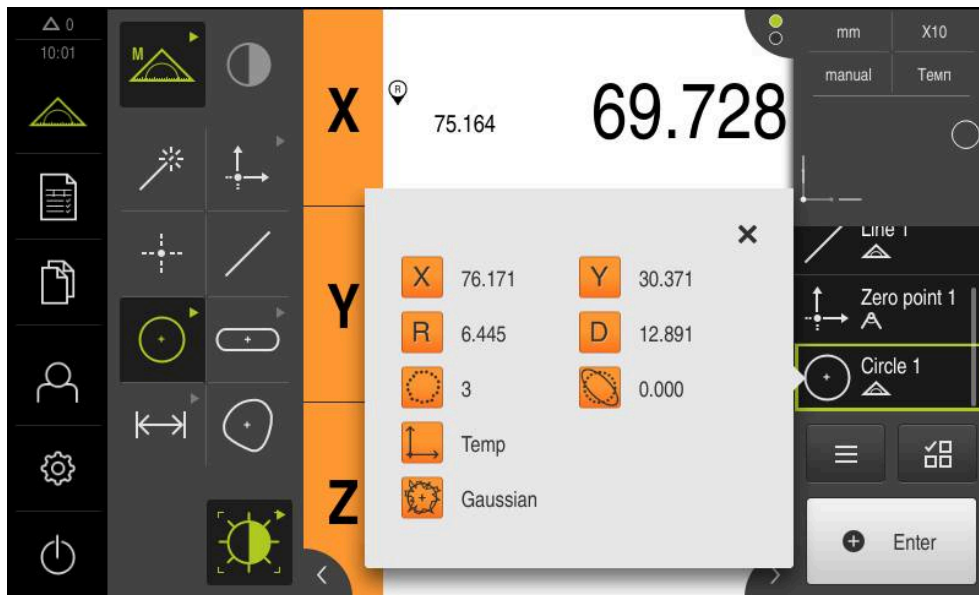 0
10:01
M
X
R
75.164
69.728
mm
X10
manual
Темп
Line 1
Zero point 1
Circle 1
Y
X 76.171
Y 30.371
R 6.445
D 12.891
3
0.000
Temp
Gaussian
Z
Enter